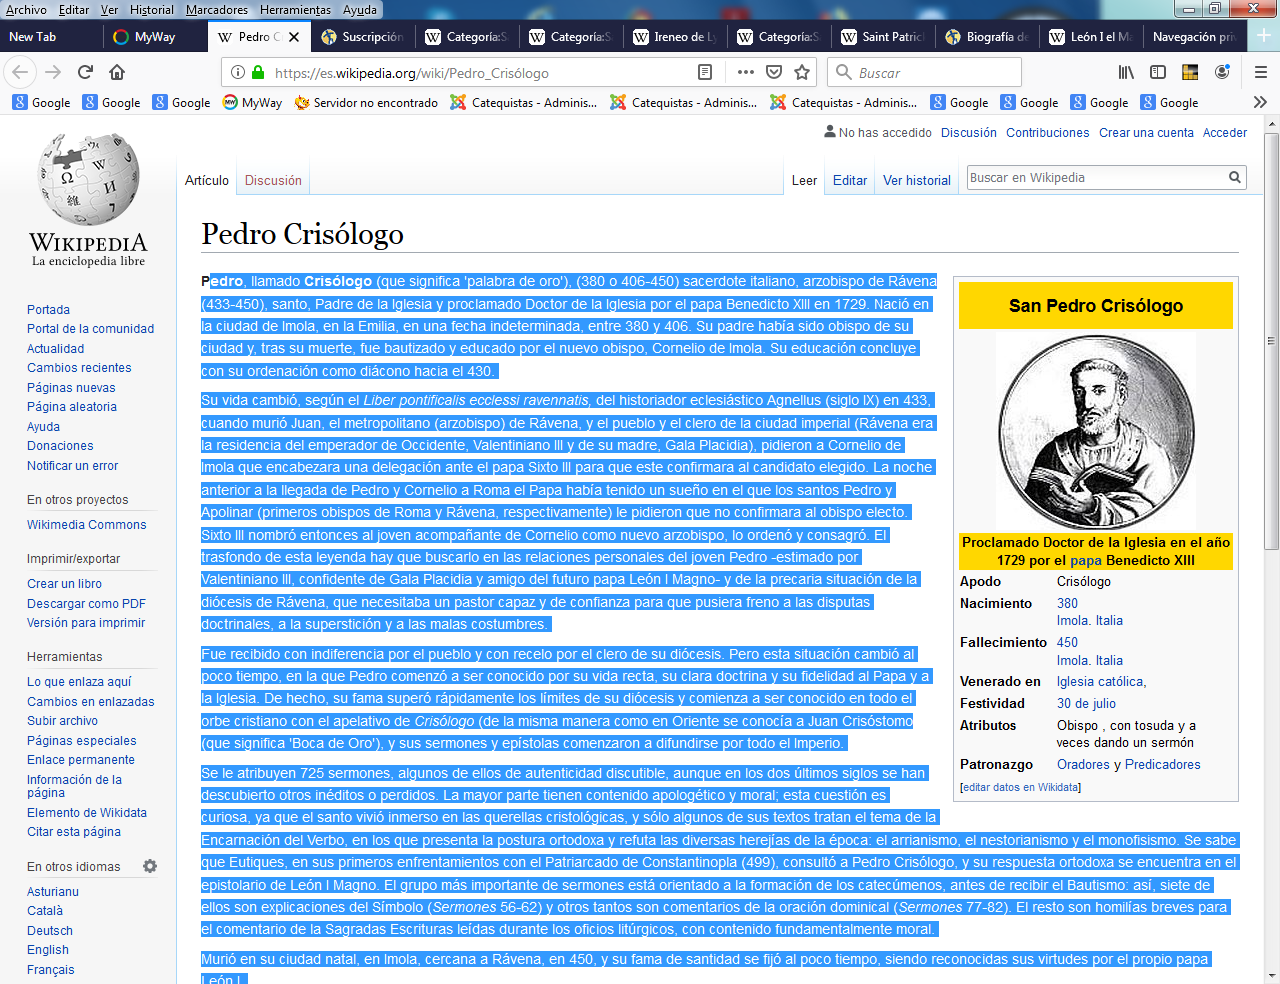 Archivo Editar Ver Historial Marcadores Herramientas Ayuda
New Tab
MyWay
Pedro C
Suscripción
Categoría:S
Categoría:S
Ireneo de L
Categoría:S
Saint Patric
Biografía de
León I el M
Navegación pri
https://es.wikipedia.org/wiki/Pedro_Crisólogo
Buscar
Google
Google
Google
MyWay
Servidor no encontrado
Catequistas - Adminis...
Catequistas - Adminis...
Catequistas - Adminis...
Google
Google
Google
Google
No has accedido Discusión Contribuciones Crear una cuenta Acceder
Artículo Discusión
Leer Editar Ver historial
Buscar en Wikipedia
WIKIPEDIA
La enciclopedia libre
Portada
Portal de la comunidad
Actualidad
Cambios recientes
Páginas nuevas
Página aleatoria
Ayuda
Donaciones
Notificar un error
En otros proyectos
Wikimedia Commons
Imprimir/exportar
Crear un libro
Descargar como PDF
Versión para imprimir
Herramientas
Lo que enlaza aquí
Cambios en enlazadas
Subir archivo
Páginas especiales
Enlace permanente
Información de la
página
Elemento de Wikidata
Citar esta página
En otros idiomas
Asturianu
Català
Deutsch
English
Français
Pedro Crisólogo
Pedro, llamado Crisólogo (que significa 'palabra de oro'), (380 o 406-450) sacerdote italiano, arzobispo de Rávena
(433-450), santo, Padre de la Iglesia y proclamado Doctor de la Iglesia por el papa Benedicto XIII en 1729. Nació en
la ciudad de Imola, en la Emilia, en una fecha indeterminada, entre 380 y 406. Su padre había sido obispo de su
ciudad y, tras su muerte, fue bautizado y educado por el nuevo obispo, Cornelio de Imola. Su educación concluye
con su ordenación como diácono hacia el 430.
Su vida cambió, según el Liber pontificalis ecclessi ravennatis, del historiador eclesiástico Agnellus (siglo IX) en 433,
cuando murió Juan, el metropolitano (arzobispo) de Rávena, y el pueblo y el clero de la ciudad imperial (Rávena era
la residencia del emperador de Occidente, Valentiniano III y de su madre, Gala Placidia), pidieron a Cornelio de
Imola que encabezara una delegación ante el papa Sixto III para que este confirmara al candidato elegido. La noche
anterior a la llegada de Pedro y Cornelio a Roma el Papa había tenido un sueño en el que los santos Pedro y
Apolinar (primeros obispos de Roma y Rávena, respectivamente) le pidieron que no confirmara al obispo electo.
Sixto III nombró entonces al joven acompañante de Cornelio como nuevo arzobispo, lo ordenó y consagró. El
trasfondo de esta leyenda hay que buscarlo en las relaciones personales del joven Pedro -estimado por
Valentiniano III, confidente de Gala Placidia y amigo del futuro papa León I Magno- y de la precaria situación de la
diócesis de Rávena, que necesitaba un pastor capaz y de confianza para que pusiera freno a las disputas
doctrinales, a la superstición y a las malas costumbres.
Fue recibido con indiferencia por el pueblo y con recelo por el clero de su diócesis. Pero esta situación cambió al
poco tiempo, en la que Pedro comenzó a ser conocido por su vida recta, su clara doctrina y su fidelidad al Papa y a
la Iglesia. De hecho, su fama superó rápidamente los límites de su diócesis y comienza a ser conocido en todo el
orbe cristiano con el apelativo de Crisólogo (de la misma manera como en Oriente se conocía a Juan Crisóstomo
(que significa 'Boca de Oro'), y sus sermones y epístolas comenzaron a difundirse por todo el Imperio.
Se le atribuyen 725 sermones, algunos de ellos de autenticidad discutible, aunque en los dos últimos siglos se han
descubierto otros inéditos o perdidos. La mayor parte tienen contenido apologético y moral; esta cuestión es
curiosa, ya que el santo vivió inmerso en las querellas cristológicas, y sólo algunos de sus textos tratan el tema de la
Encarnación del Verbo, en los que presenta la postura ortodoxa y refuta las diversas herejías de la época: el arrianismo, el nestorianismo y el monofisismo. Se sabe
que Eutiques, en sus primeros enfrentamientos con el Patriarcado de Constantinopla (499), consultó a Pedro Crisólogo, y su respuesta ortodoxa se encuentra en el
epistolario de León I Magno. El grupo más importante de sermones está orientado a la formación de los catecúmenos, antes de recibir el Bautismo: así, siete de
ellos son explicaciones del Símbolo (Sermones 56-62) y otros tantos son comentarios de la oración dominical (Sermones 77-82). El resto son homilías breves para
el comentario de la Sagradas Escrituras leídas durante los oficios litúrgicos, con contenido fundamentalmente moral.
Murió en su ciudad natal, en Imola, cercana a Rávena, en 450, y su fama de santidad se fijó al poco tiempo, siendo reconocidas sus virtudes por el propio papa
León I.
San Pedro Crisólogo
Proclamado Doctor de la Iglesia en el año
1729 por el papa Benedicto XIII
Apodo Crisólogo
Nacimiento 380
Imola. Italia
Fallecimiento 450
Imola. Italia
Venerado en Iglesia católica,
Festividad 30 de julio
Atributos Obispo , con tosuda y a
veces dando un sermón
Patronazgo Oradores y Predicadores
[editar datos en Wikidata]